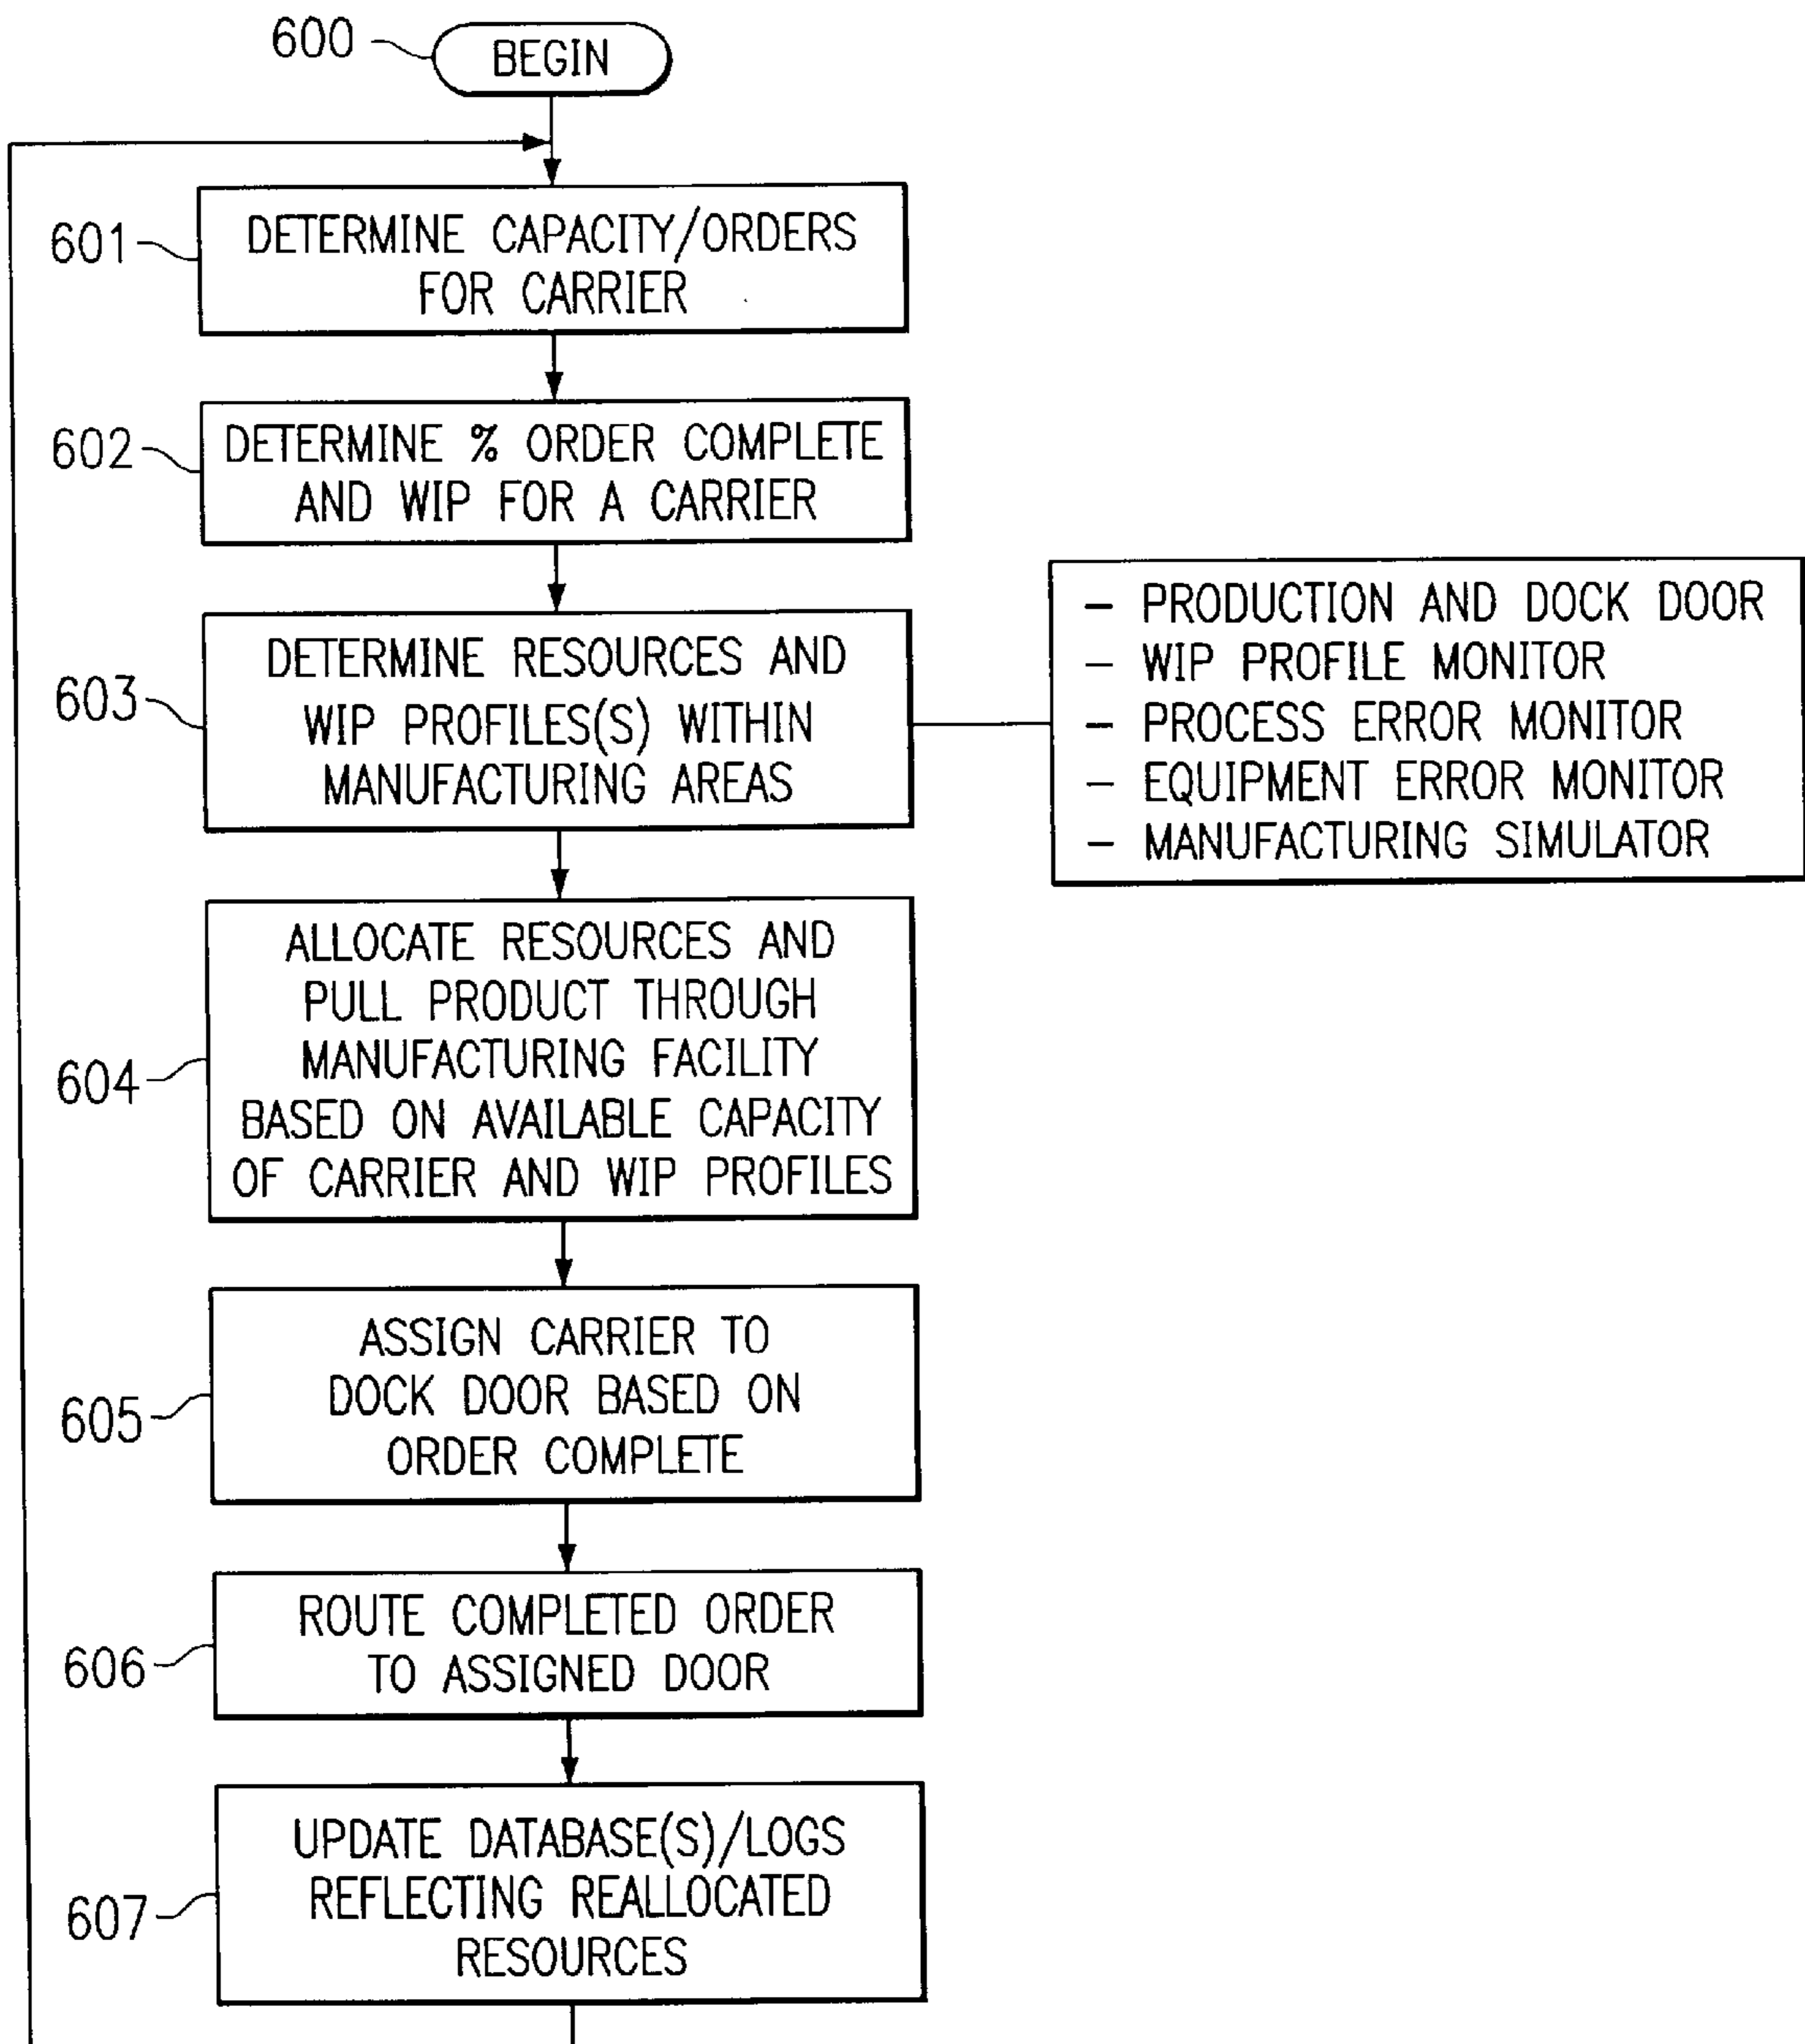 600
BEGIN
601
DETERMINE CAPACITY/ORDERS
FOR CARRIER
602
DETERMINE % ORDER COMPLETE
AND WIP FOR A CARRIER
603
DETERMINE RESOURCES AND
WIP PROFILES(S) WITHIN
MANUFACTURING AREAS
- PRODUCTION AND DOCK DOOR
- WIP PROFILE MONITOR
- PROCESS ERROR MONITOR
- EQUIPMENT ERROR MONITOR
- MANUFACTURING SIMULATOR
604
ALLOCATE RESOURCES AND
PULL PRODUCT THROUGH
MANUFACTURING FACILITY
BASED ON AVAILABLE CAPACITY
OF CARRIER AND WIP PROFILES
605
ASSIGN CARRIER TO
DOCK DOOR BASED ON
ORDER COMPLETE
606
ROUTE COMPLETED ORDER
TO ASSIGNED DOOR
607
UPDATE DATABASE(S)/LOGS
REFLECTING REALLOCATED
RESOURCES